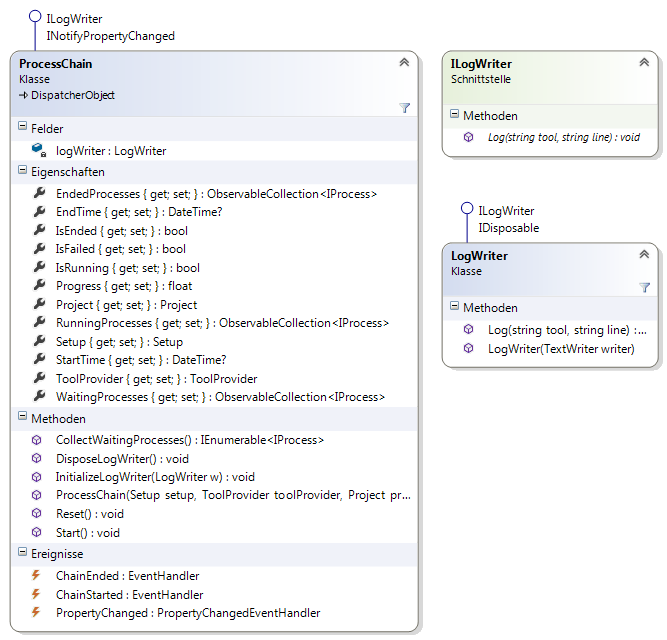 ILogWriter
INotifyPropertyChanged
ProcessChain
Klasse
DispatcherObject
Felder
logWriter : LogWriter
Eigenschaften
EndedProcesses { get; set; } : ObservableCollection<IProcess>
EndTime { get; set; } : DateTime?
IsEnded { get; set; } : bool
IsFailed { get; set; } : bool
IsRunning { get; set; } : bool
Progress { get; set; } : float
Project { get; set; } : Project
RunningProcesses { get; set; } : ObservableCollection<IProcess>
Setup { get; set; } : Setup
StartTime { get; set; } : DateTime?
ToolProvider { get; set; } : ToolProvider
WaitingProcesses { get; set; } : ObservableCollection<IProcess>
Methoden
CollectWaitingProcesses() : IEnumerable<IProcess>
DisposeLogWriter() : void
InitializeLogWriter(LogWriter w) : void
ProcessChain(Setup setup, ToolProvider toolProvider, Project pr...
Reset() : void
Start() : void
Ereignisse
ChainEnded : EventHandler
ChainStarted : EventHandler
PropertyChanged : PropertyChangedEventHandler
ILogWriter
Schnittstelle
Methoden
Log(string tool, string line) : void
ILogWriter
IDisposable
LogWriter
Klasse
Methoden
Log(string tool, string line) :...
LogWriter(TextWriter writer)